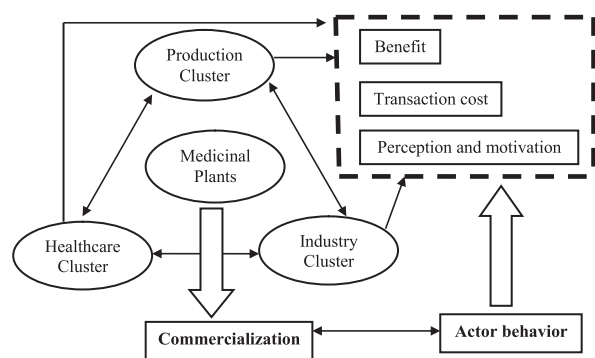 Production
Cluster
Benefit
Transaction cost
Perception and motivation
Medicinal
Plants
Healthcare
Cluster
Industry
Cluster
Commercialization
Actor behavior